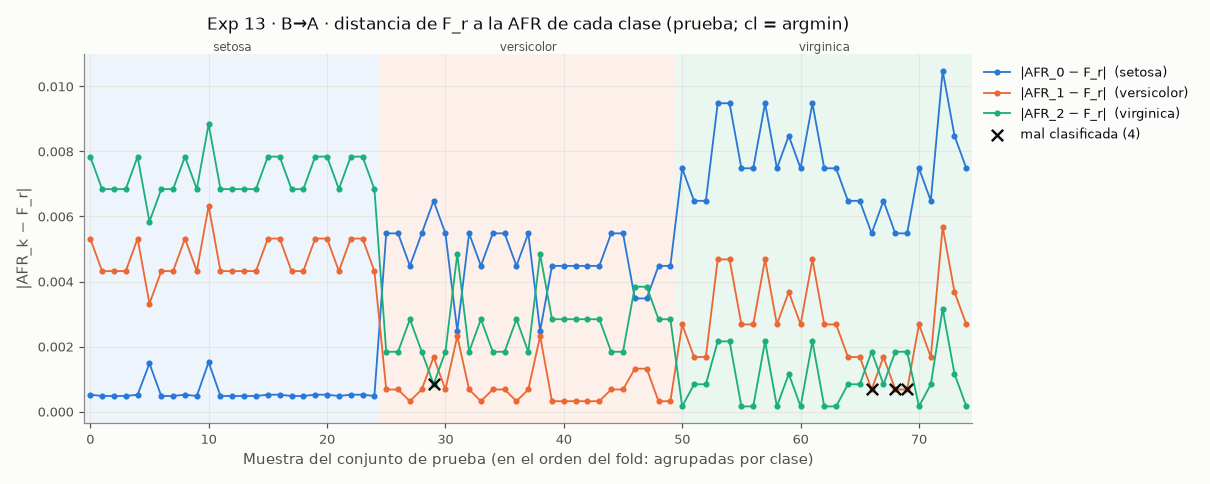 Exp 13 · B→A · distancia de F_r a la AFR de cada clase (prueba; cl = argmin)
setosa
versicolor
virginica
|AFR_0 − F_r|  (setosa)
|AFR_1 − F_r|  (versicolor)
|AFR_2 − F_r|  (virginica)
mal clasificada (4)
|AFR_k − F_r|
0.010
0.008
0.006
0.004
0.002
0.000
0
10
20
30
40
50
60
70
Muestra del conjunto de prueba (en el orden del fold: agrupadas por clase)